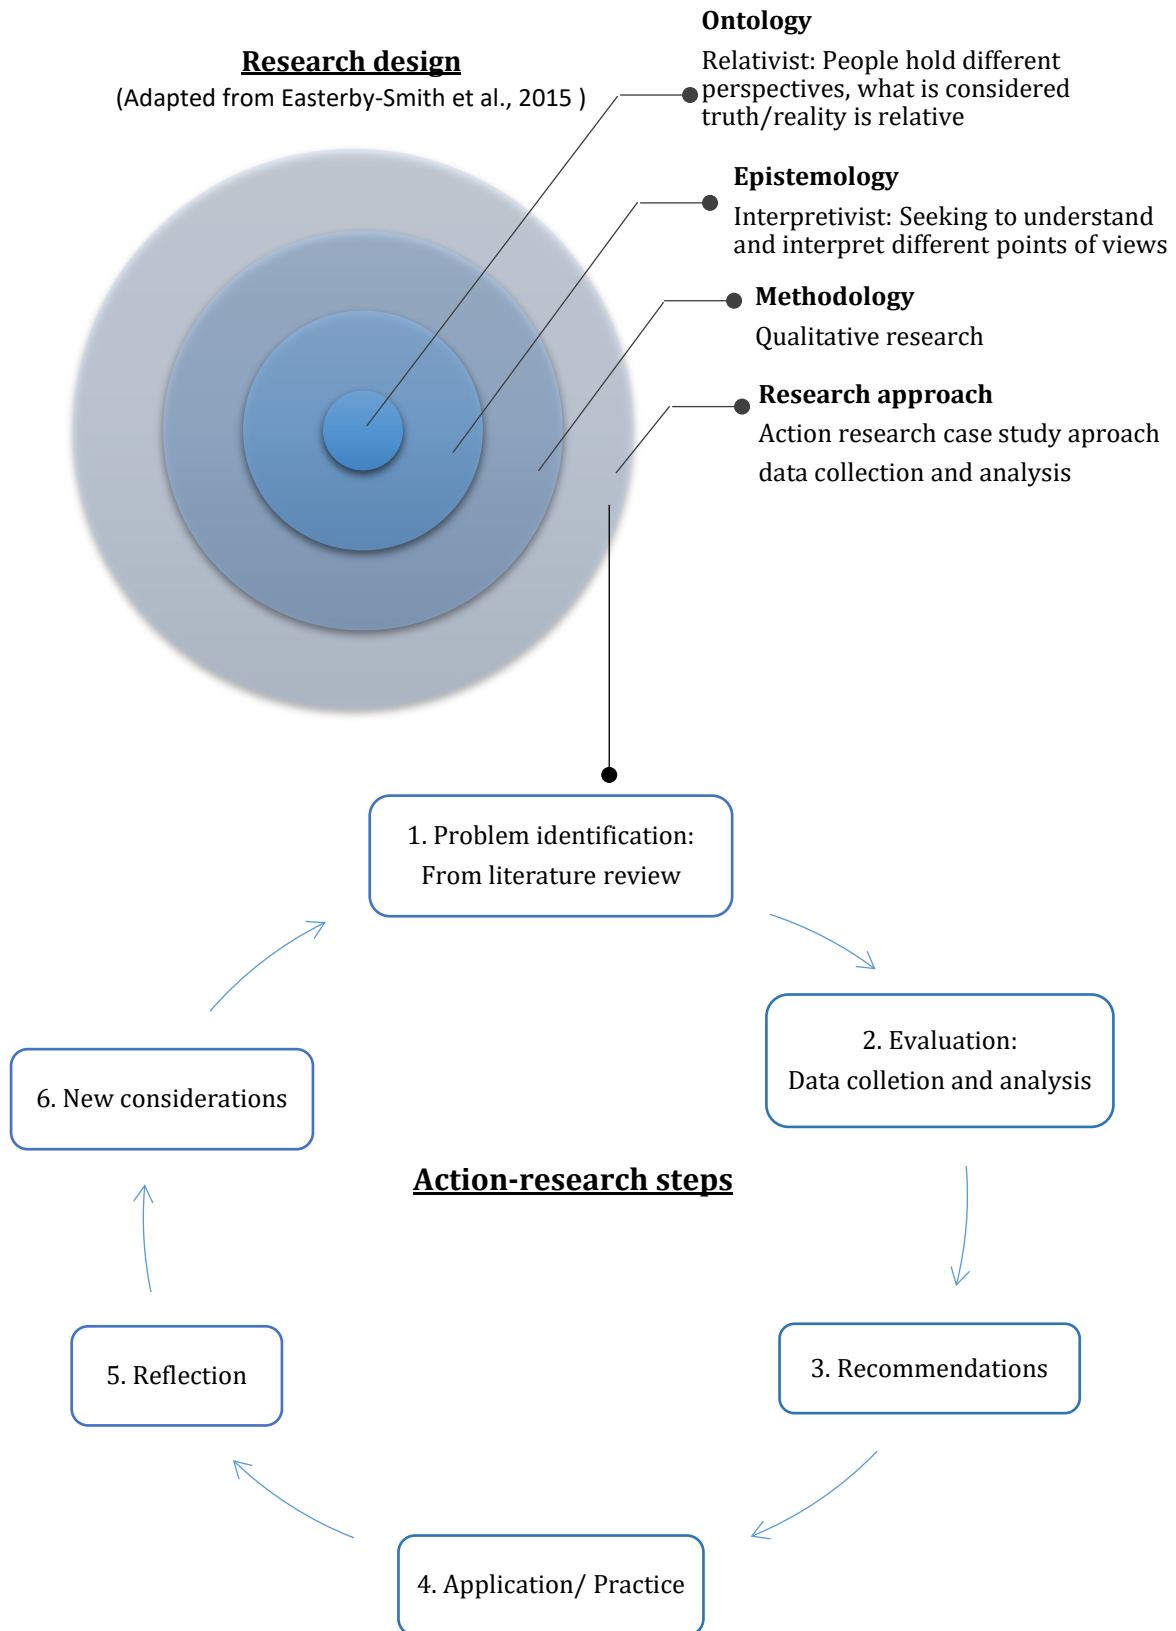 Research design
(Adapted from Easterby-Smith et al., 2015 )
Ontology
Relativist: People hold different
perspectives, what is considered
truth/reality is relative
Epistemology
Interpretivist: Seeking to understand
and interpret different points of views
Methodology
Qualitative research
Research approach
Action research case study aproach
data collection and analysis
1. Problem identification:
From literature review
2. Evaluation:
Data colletion and analysis
6. New considerations
Action-research steps
5. Reflection
3. Recommendations
4. Application/ Practice